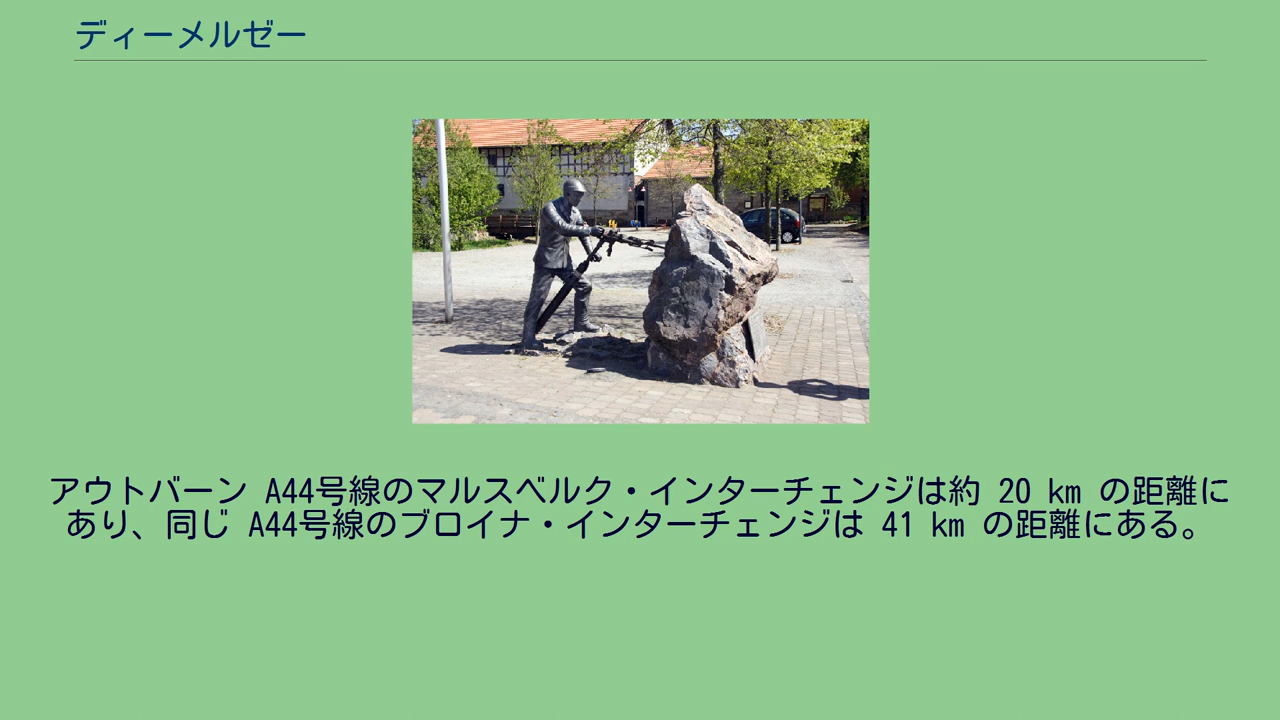 ディーメルゼー
アウトバーン A44号線のマルスベルク・インターチェンジは約 20 km の距離に
あり、同じ A44号線のブロイナ・インターチェンジは 41 km の距離にある。